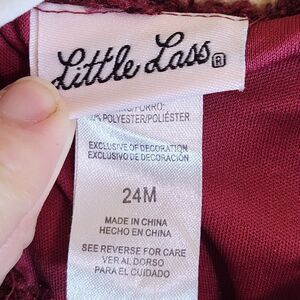 Little Lass ®
% POLYESTER/POLIÉSTER
EXCLUSIVE OF DECORATION
EXCLUSIVO DE DECORACIÓN
24M
MADE IN CHINA
HECHO EN CHINA
SEE REVERSE FOR CARE
VER AL DORSO
PARA EL CUIDADO